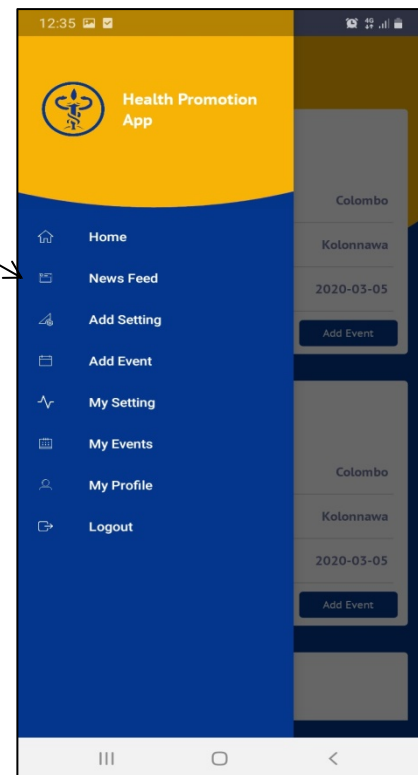 12:35
4G
Health Promotion
App
Home
News Feed
Add Setting
Add Event
My Setting
My Events
My Profile
Logout
Colombo
Kolonnawa
2020-03-05
Add Event
Colombo
Kolonnawa
2020-03-05
Add Event